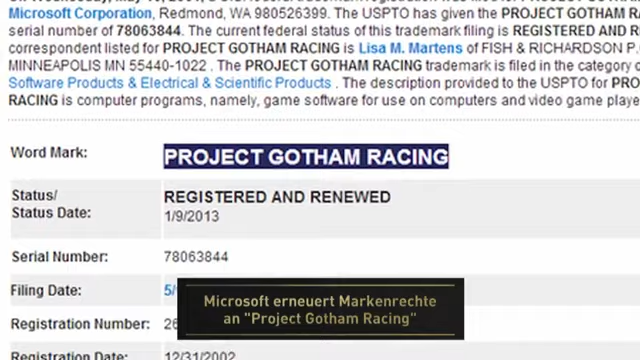 Microsoft Corporation, Redmond, WA 980526399. The USPTO has given the PROJECT GOTHAM
serial number of 78063844. The current federal status of this trademark filing is REGISTERED AND
correspondent listed for PROJECT GOTHAM RACING is Lisa M. Martens of FISH & RICHARDSON P.
MINNEAPOLIS MN 55440-1022 . The PROJECT GOTHAM RACING trademark is filed in the category
Software Products & Electrical & Scientific Products . The description provided to the USPTO for
RACING is computer programs, namely, game software for use on computers and video game
Word Mark:
PROJECT GOTHAM RACING
Status/
Status Date:
REGISTERED AND RENEWED
1/9/2013
Serial Number:
78063844
Filing Date:
5/
Registration Number:
26
Registration Date:
12/31/2002
Microsoft erneuert Markenrechte
an "Project Gotham Racing"